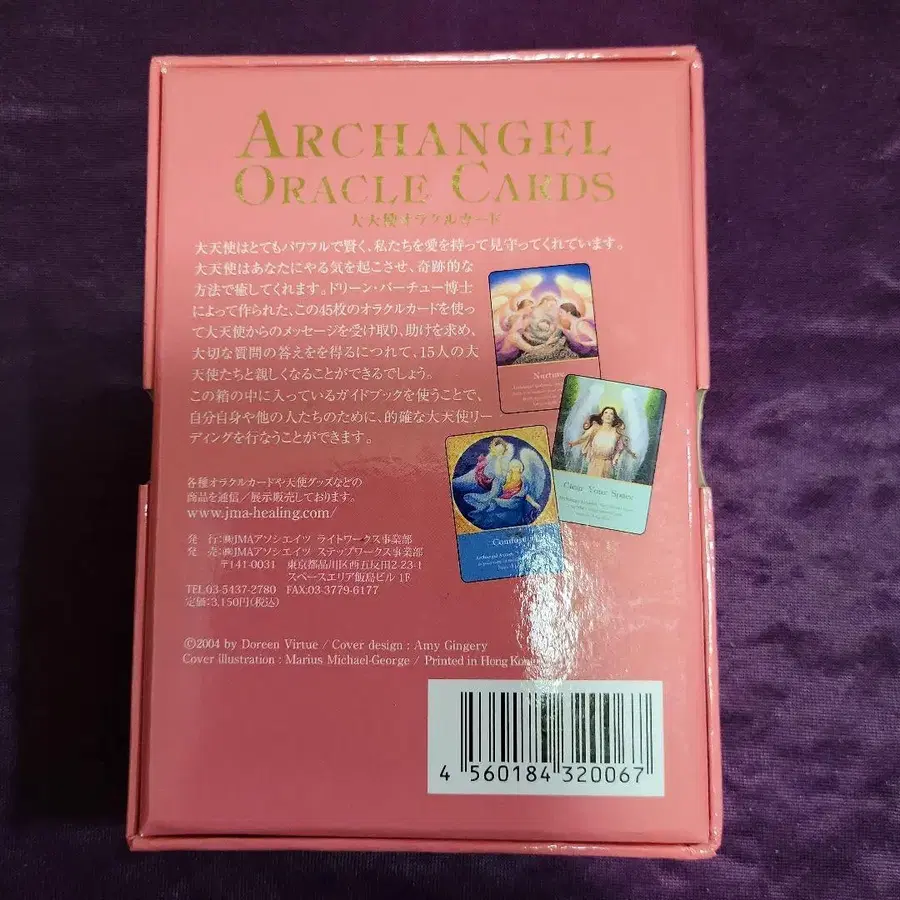 ARCHANGEL
ORACLE CARDS
大天使オラクルカード
大天使はとてもパワフルで賢く、私たちを愛を持って見守ってくれています。
大天使はあなたにやる気を起こさせ、奇跡的な
方法で癒してくれます。ドリーン・バーチュー博士
によって作られた、この45枚のオラクルカードを使っ
て大天使からのメッセージを受け取り、助けを求め、
大切な質問の答えをを得るにつれて、15人の大
天使たちと親しくなることができるでしょう。
この箱の中に入っているガイドブックを使うことで、
自分自身や他の人たちのために、的確な大天使リー
ディングを行なうことができます。
Nurture
Clear Your Space
各種オラクルカードや天使グッズなどの
商品を通信／展示販売しております。
www.jma-healing.com/
発 行：㈱JMAアソシエイツ ライトワークス事業部
発 売：㈱JMAアソシエイツ ステップワークス事業部
〒141-0031 東京都品川区西五反田2-23-1
スペースエリア飯島ビル 1F
TEL.03-5437-2780 FAX.03-3779-6177
定価：3,150円（税込）
©2004 by Doreen Virtue / Cover design : Amy Gingery
Cover illustration : Marius Michael-George / Printed in Hong Kong
4 560184 320067